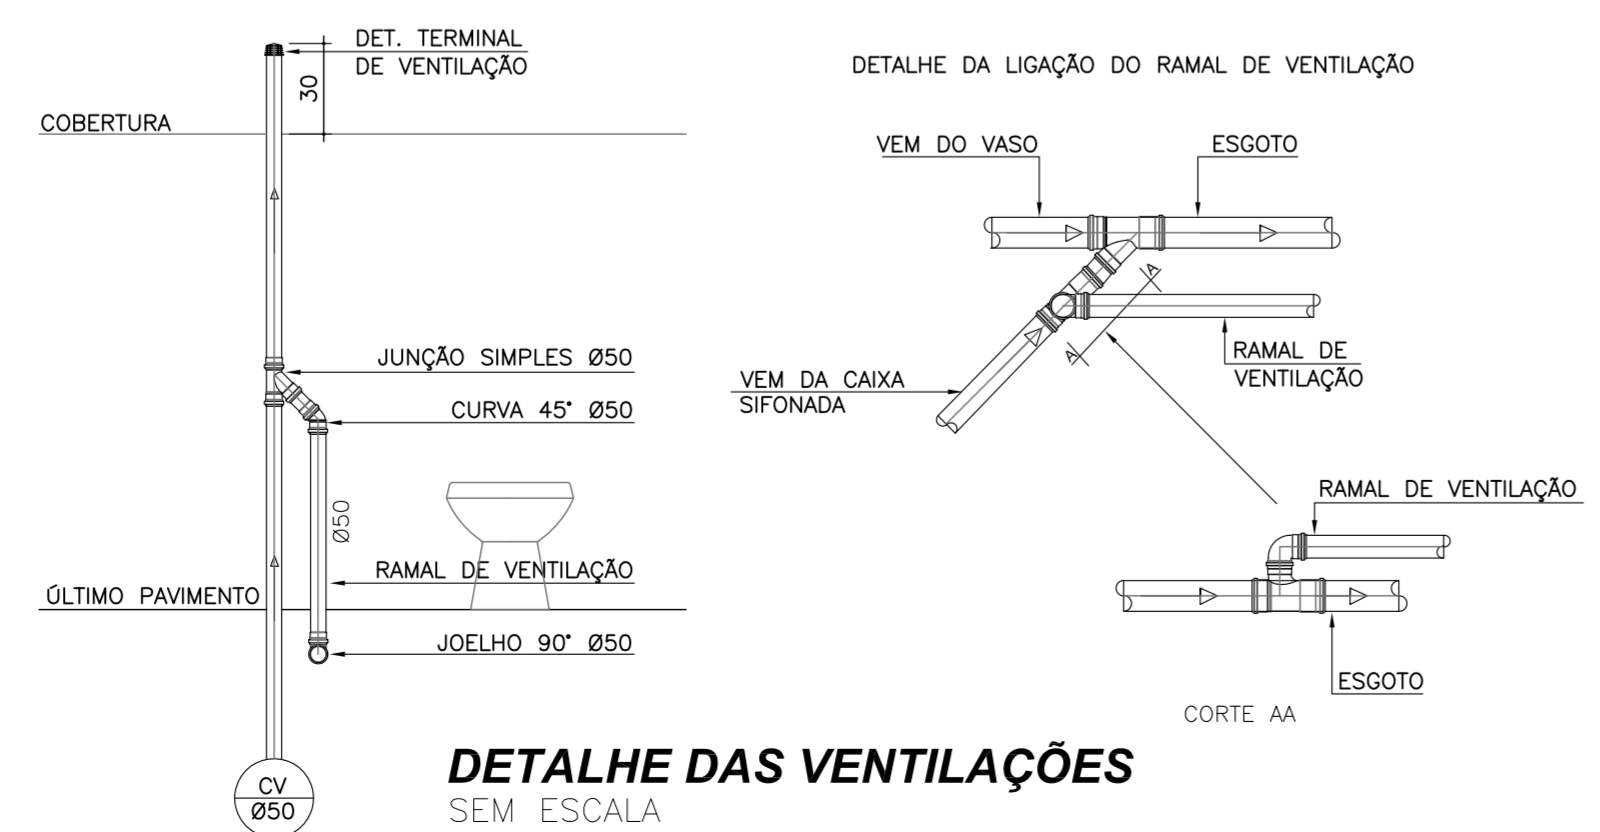 DET. TERMINAL
DE VENTILAÇÃO
30
COBERTURA
JUNÇÃO SIMPLES Ø50
CURVA 45° Ø50
Ø50
RAMAL DE VENTILAÇÃO
ÚLTIMO PAVIMENTO
JOELHO 90° Ø50
CV
Ø50
DETALHE DA LIGAÇÃO DO RAMAL DE VENTILAÇÃO
VEM DO VASO
ESGOTO
A
A
RAMAL DE
VENTILAÇÃO
VEM DA CAIXA
SIFONADA
RAMAL DE VENTILAÇÃO
ESGOTO
CORTE AA
DETALHE DAS VENTILAÇÕES
SEM ESCALA